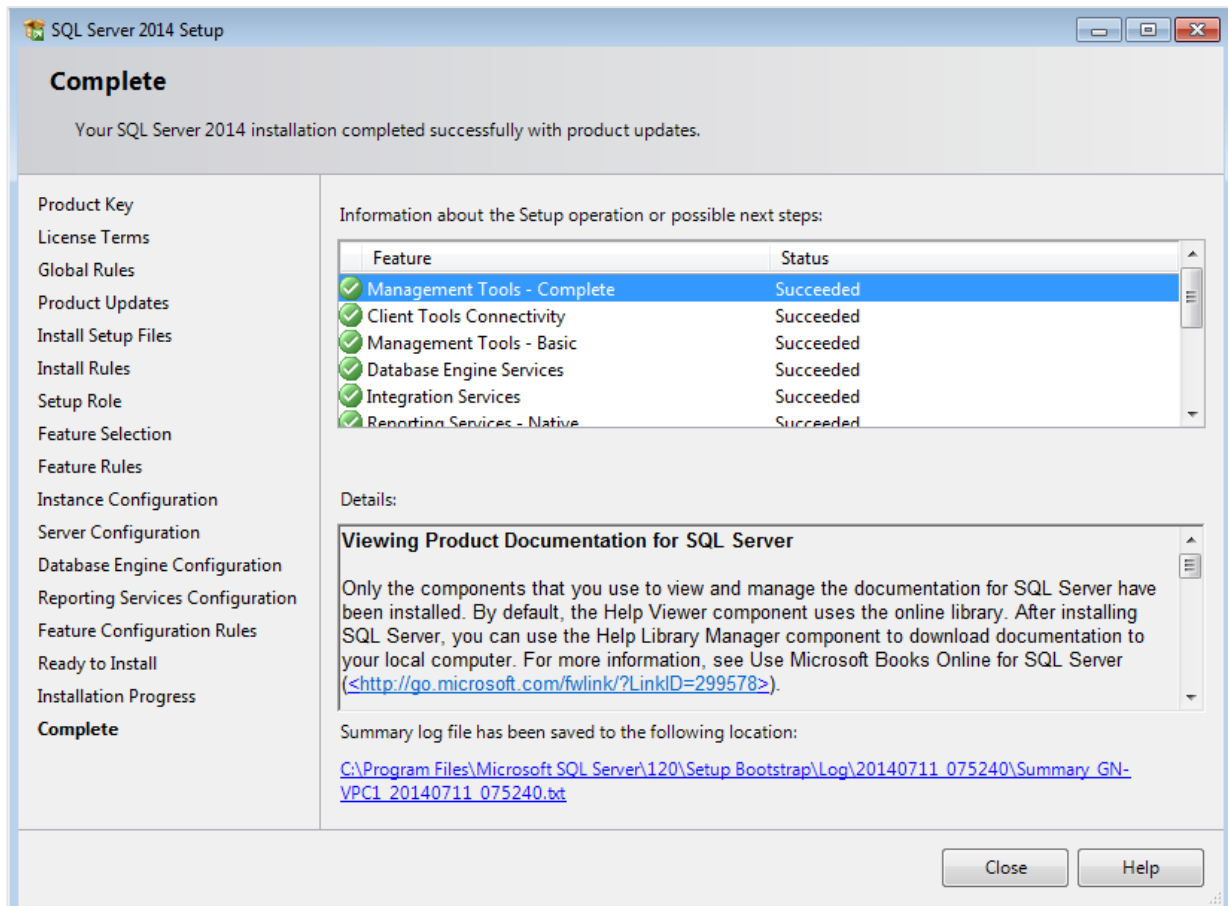 SQL Server 2014 Setup
Complete
Your SQL Server 2014 installation completed successfully with product updates.
Product Key
License Terms
Global Rules
Product Updates
Install Setup Files
Install Rules
Setup Role
Feature Selection
Feature Rules
Instance Configuration
Server Configuration
Database Engine Configuration
Reporting Services Configuration
Feature Configuration Rules
Ready to Install
Installation Progress
Complete
Information about the Setup operation or possible next steps:
Feature Status
Management Tools - Complete Succeeded
Client Tools Connectivity Succeeded
Management Tools - Basic Succeeded
Database Engine Services Succeeded
Integration Services Succeeded
Reporting Services - Native Succeeded
Details:
Viewing Product Documentation for SQL Server
Only the components that you use to view and manage the documentation for SQL Server have
been installed. By default, the Help Viewer component uses the online library. After installing
SQL Server, you can use the Help Library Manager component to download documentation to
your local computer. For more information, see Use Microsoft Books Online for SQL Server
(<http://go.microsoft.com/fwlink/?LinkID=299578>).
Summary log file has been saved to the following location:
C:\Program Files\Microsoft SQL Server\120\Setup Bootstrap\Log\20140711_075240\Summary_GN-
VPC1_20140711_075240.txt
Close Help